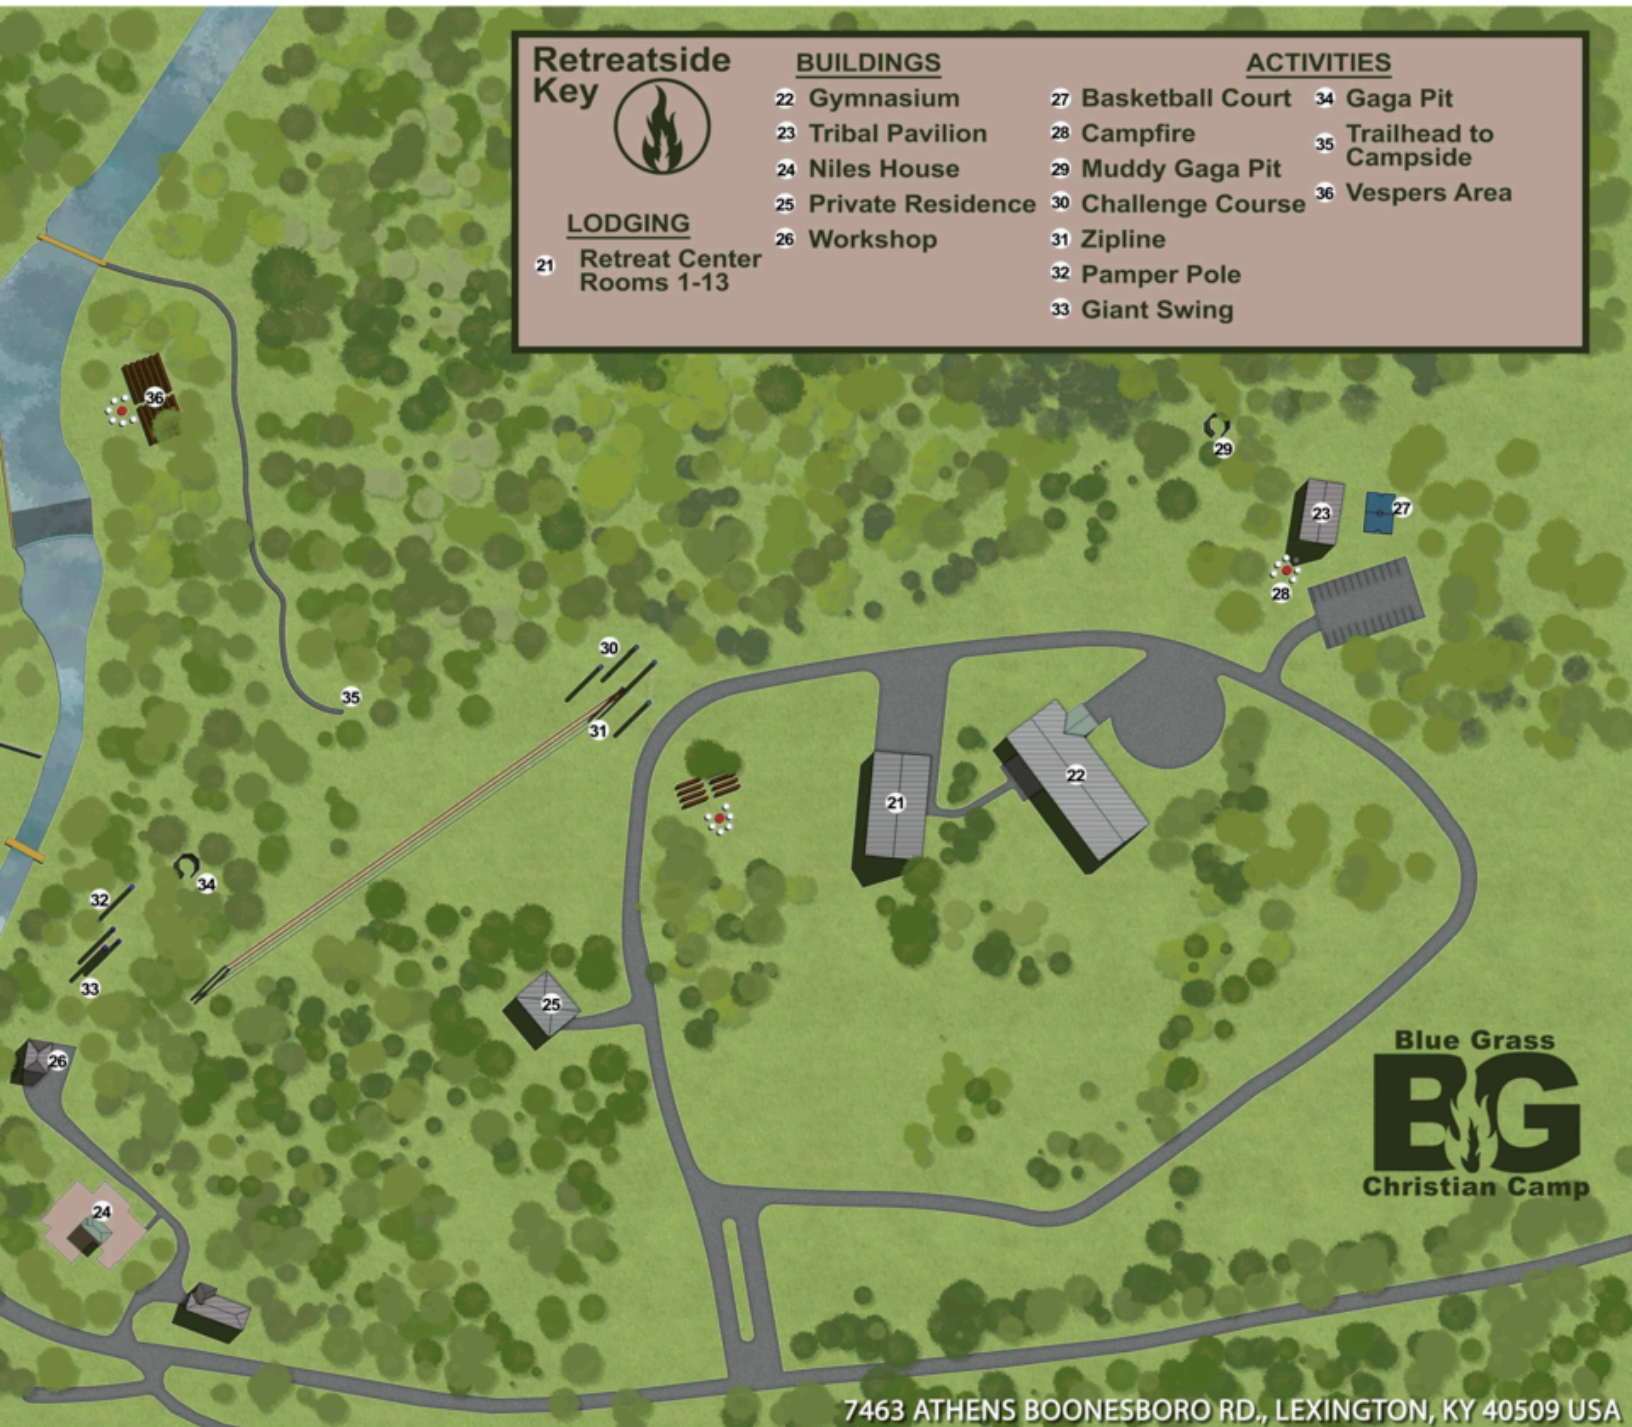 Retreatside
Key
LODGING
21 Retreat Center
Rooms 1-13
BUILDINGS
22 Gymnasium
23 Tribal Pavilion
24 Niles House
25 Private Residence
26 Workshop
ACTIVITIES
27 Basketball Court
28 Campfire
29 Muddy Gaga Pit
30 Challenge Course
31 Zipline
32 Pamper Pole
33 Giant Swing
34 Gaga Pit
35 Trailhead to
Campside
36 Vespers Area
36
29
23
27
28
30
35
31
22
21
34
32
33
25
26
24
Blue Grass
BG
Christian Camp
7463 ATHENS BOONESBORO RD., LEXINGTON, KY 40509 USA